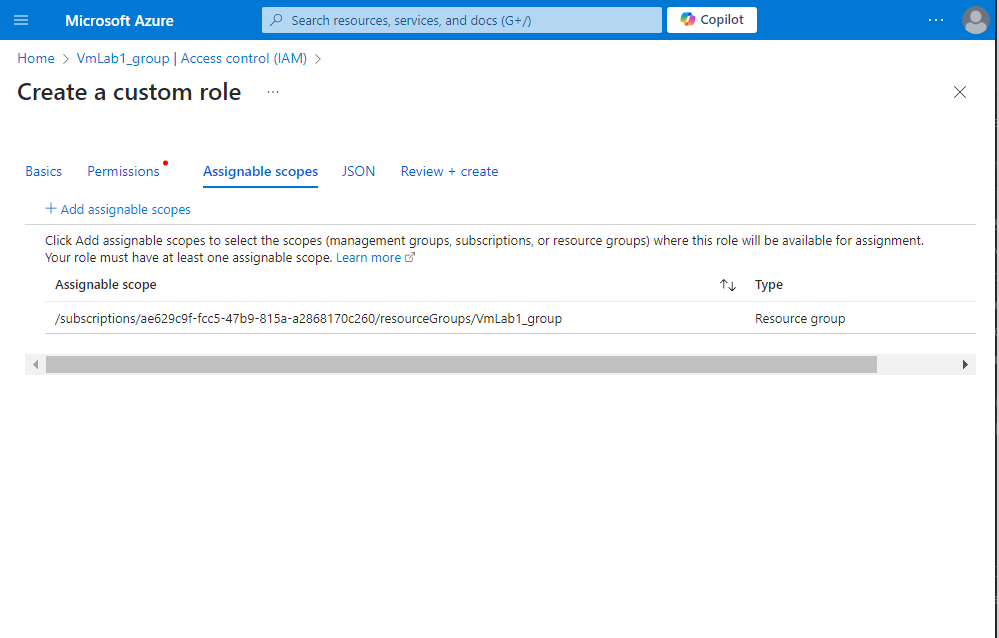 Microsoft Azure
Search resources, services, and docs (G+/)
Copilot
Home > VmLab1_group | Access control (IAM) >
Create a custom role
Basics
Permissions
Assignable scopes
JSON
Review + create
+ Add assignable scopes
Click Add assignable scopes to select the scopes (management groups, subscriptions, or resource groups) where this role will be available for assignment.
Your role must have at least one assignable scope. Learn more
Assignable scope
Type
/subscriptions/ae629c9f-fcc5-47b9-815a-a2868170c260/resourceGroups/VmLab1_group
Resource group